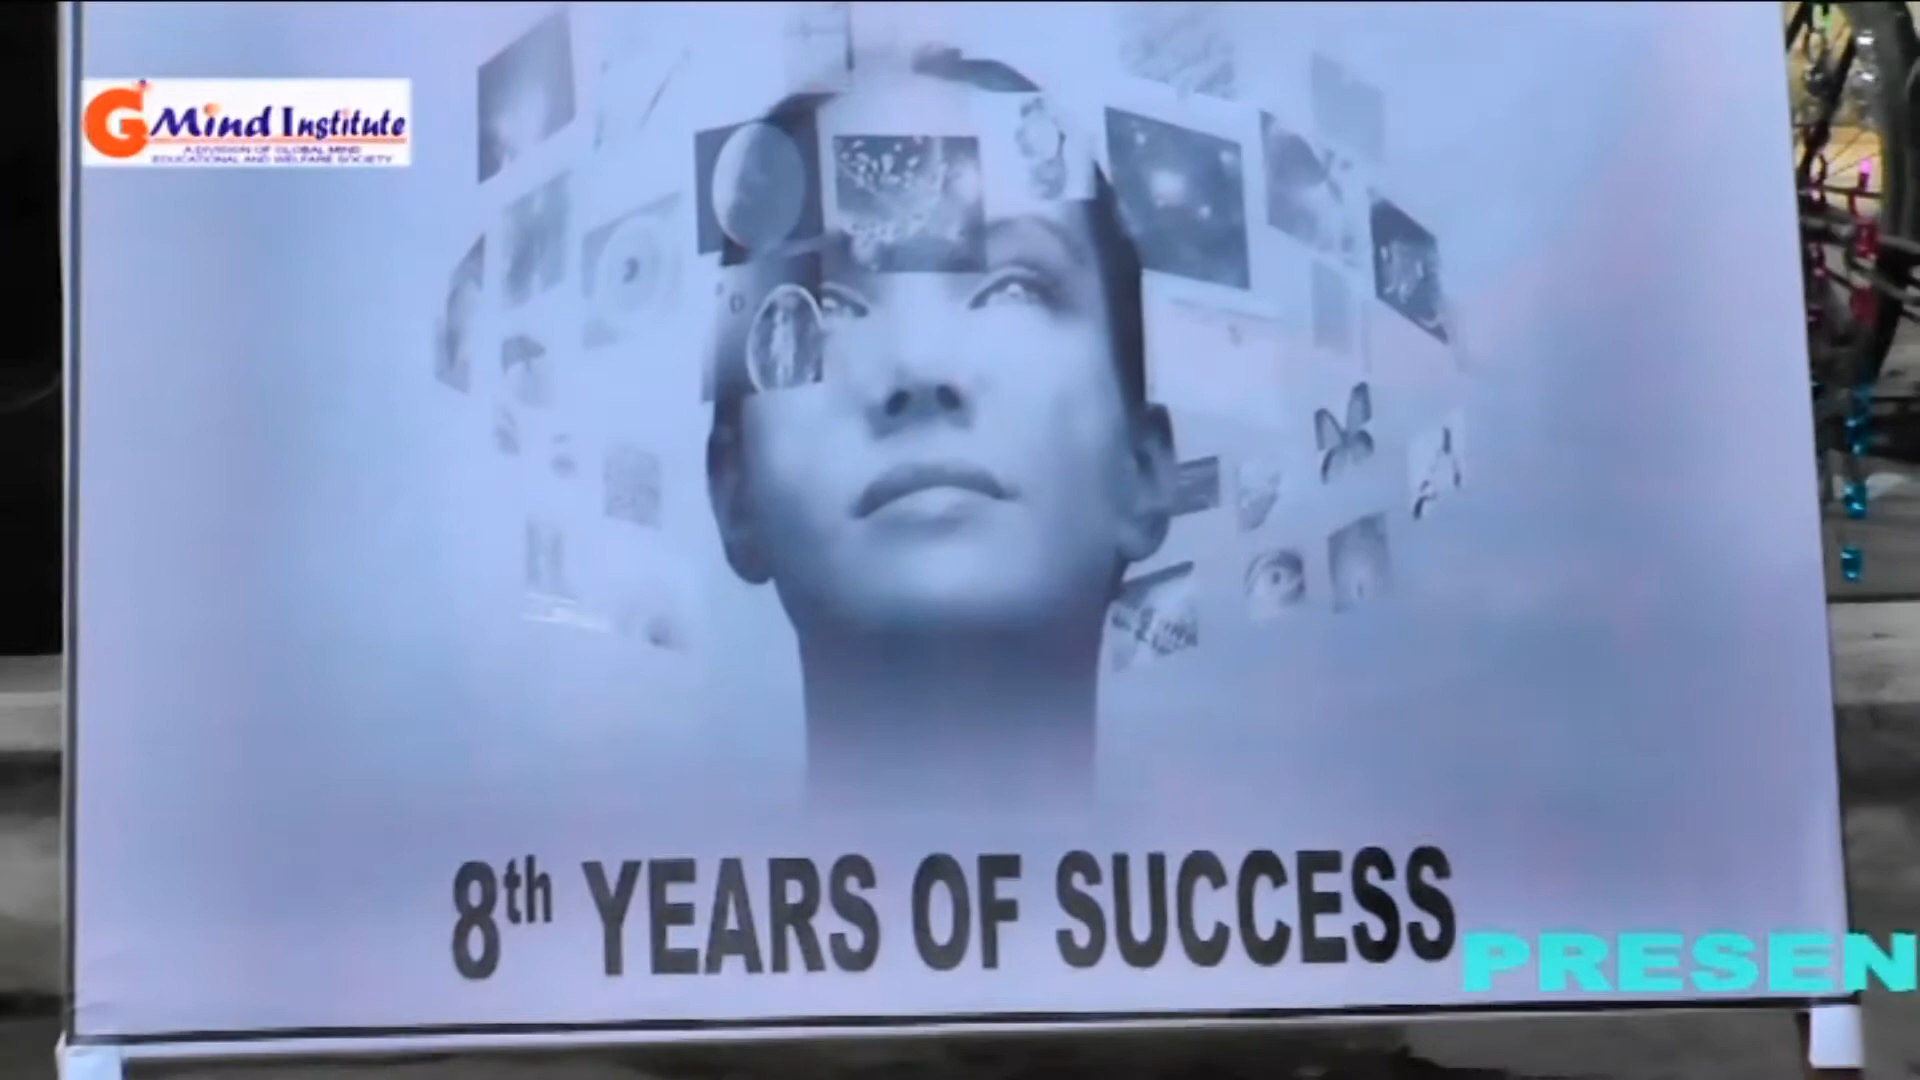 G Mind Institute
A DIVISION OF GLOBAL MIND
EDUCATIONAL AND WELFARE SOCIETY
8th YEARS OF SUCCESS
PRESEN